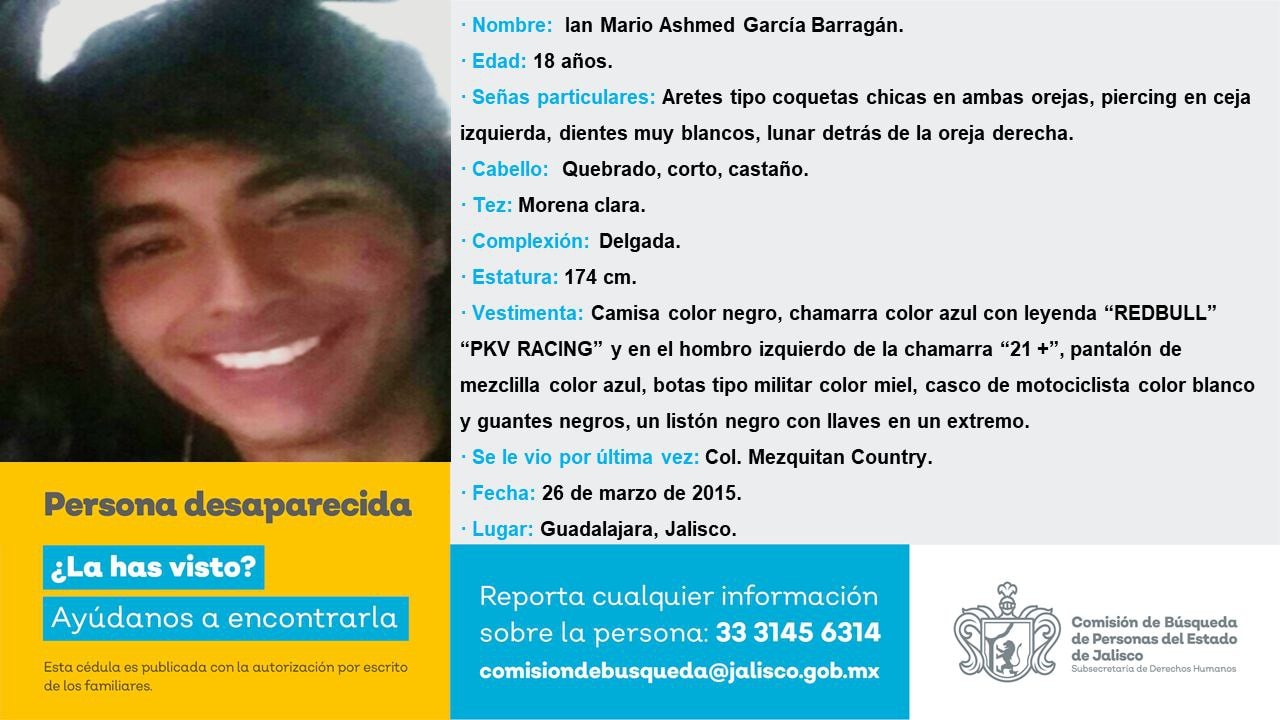 · Nombre: Ian Mario Ashmed García Barragán.
· Edad: 18 años.
· Señas particulares: Aretes tipo coquetas chicas en ambas orejas, piercing en ceja
izquierda, dientes muy blancos, lunar detrás de la oreja derecha.
· Cabello: Quebrado, corto, castaño.
· Tez: Morena clara.
· Complexión: Delgada.
· Estatura: 174 cm.
· Vestimenta: Camisa color negro, chamarra color azul con leyenda “REDBULL”
“PKV RACING” y en el hombro izquierdo de la chamarra “21 +”, pantalón de
mezclilla color azul, botas tipo militar color miel, casco de motociclista color blanco
y guantes negros, un listón negro con llaves en un extremo.
· Se le vio por última vez: Col. Mezquitan Country.
· Fecha: 26 de marzo de 2015.
· Lugar: Guadalajara, Jalisco.
Persona desaparecida
¿La has visto?
Ayúdanos a encontrarla
Esta cédula es publicada con la autorización por escrito
de los familiares.
Reporta cualquier información
sobre la persona: 33 3145 6314
comisiondebusqueda@jalisco.gob.mx
Comisión de Búsqueda
de Personas del Estado
de Jalisco
Subsecretaría de Derechos Humanos